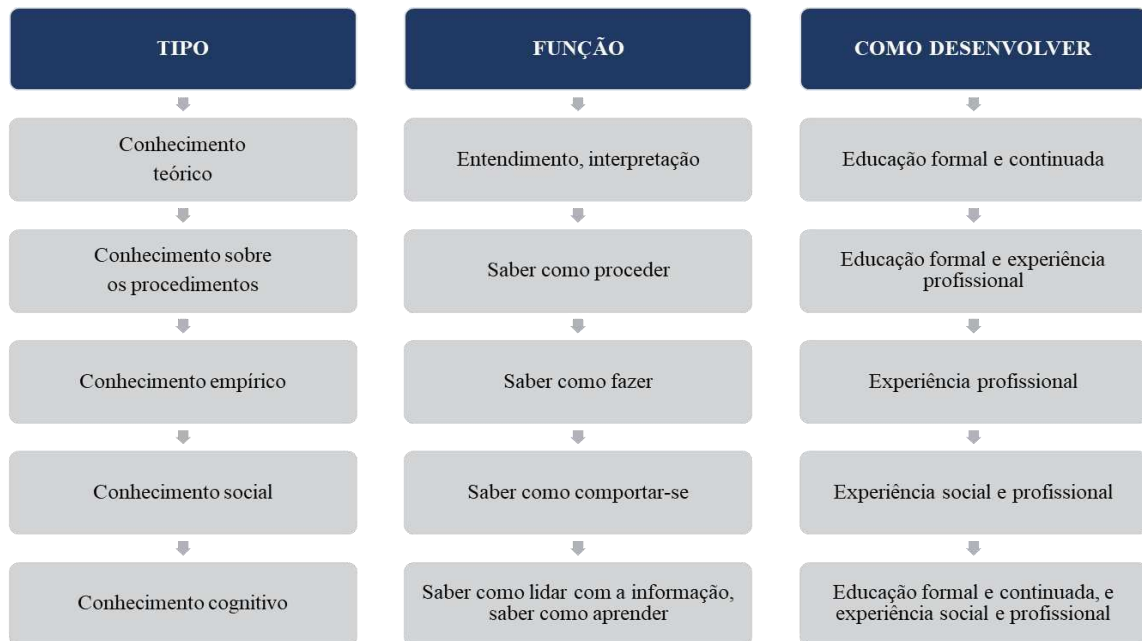 TIPO
FUNÇÃO
COMO DESENVOLVER
Conhecimento
teórico
Entendimento, interpretação
Educação formal e continuada
Conhecimento sobre
os procedimentos
Saber como proceder
Educação formal e experiência
profissional
Conhecimento empírico
Saber como fazer
Experiência profissional
Conhecimento social
Saber como comportar-se
Experiência social e profissional
Conhecimento cognitivo
Saber como lidar com a informação,
saber como aprender
Educação formal e continuada, e
experiência social e profissional